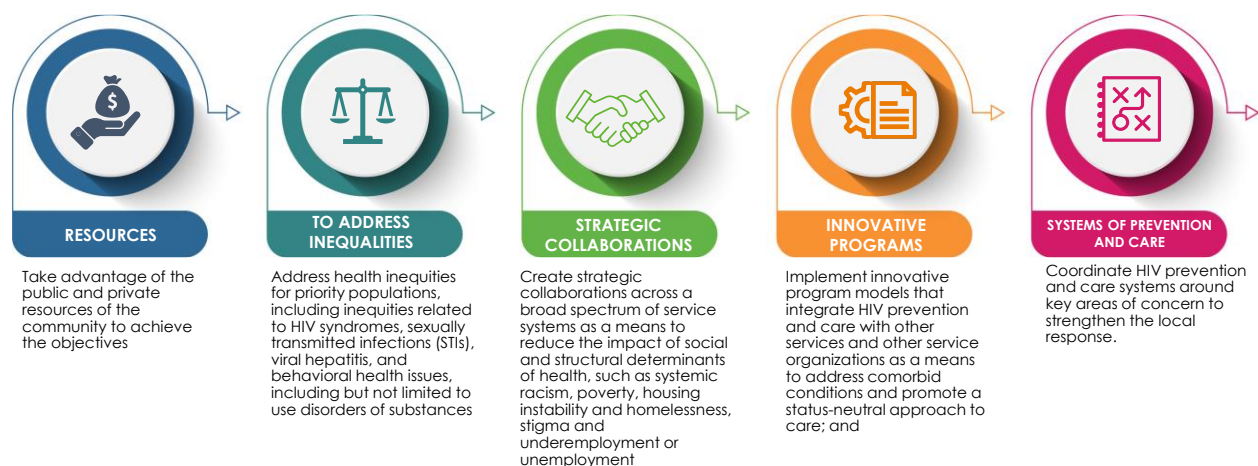 RESOURCES
Take advantage of the
public and private
resources of the
community to achieve
the objectives
TO ADDRESS
INEQUALITIES
Address health inequities
for priority populations,
including inequities related
to HIV syndromes, sexually
transmitted infections (STIs),
viral hepatitis, and
behavioral health issues,
including but not limited to
use disorders of substances
STRATEGIC
COLLABORATIONS
Create strategic
collaborations across a
broad spectrum of service
systems as a means to
reduce the impact of social
and structural determinants
of health, such as systemic
racism, poverty, housing
instability and homelessness,
stigma and
underemployment or
unemployment
INNOVATIVE
PROGRAMS
Implement innovative
program models that
integrate HIV prevention
and care with other
services and other service
organizations as a means
to address comorbid
conditions and promote a
status-neutral approach to
care; and
SYSTEMS OF PREVENTION
AND CARE
Coordinate HIV prevention
and care systems around
key areas of concern to
strengthen the local
response.